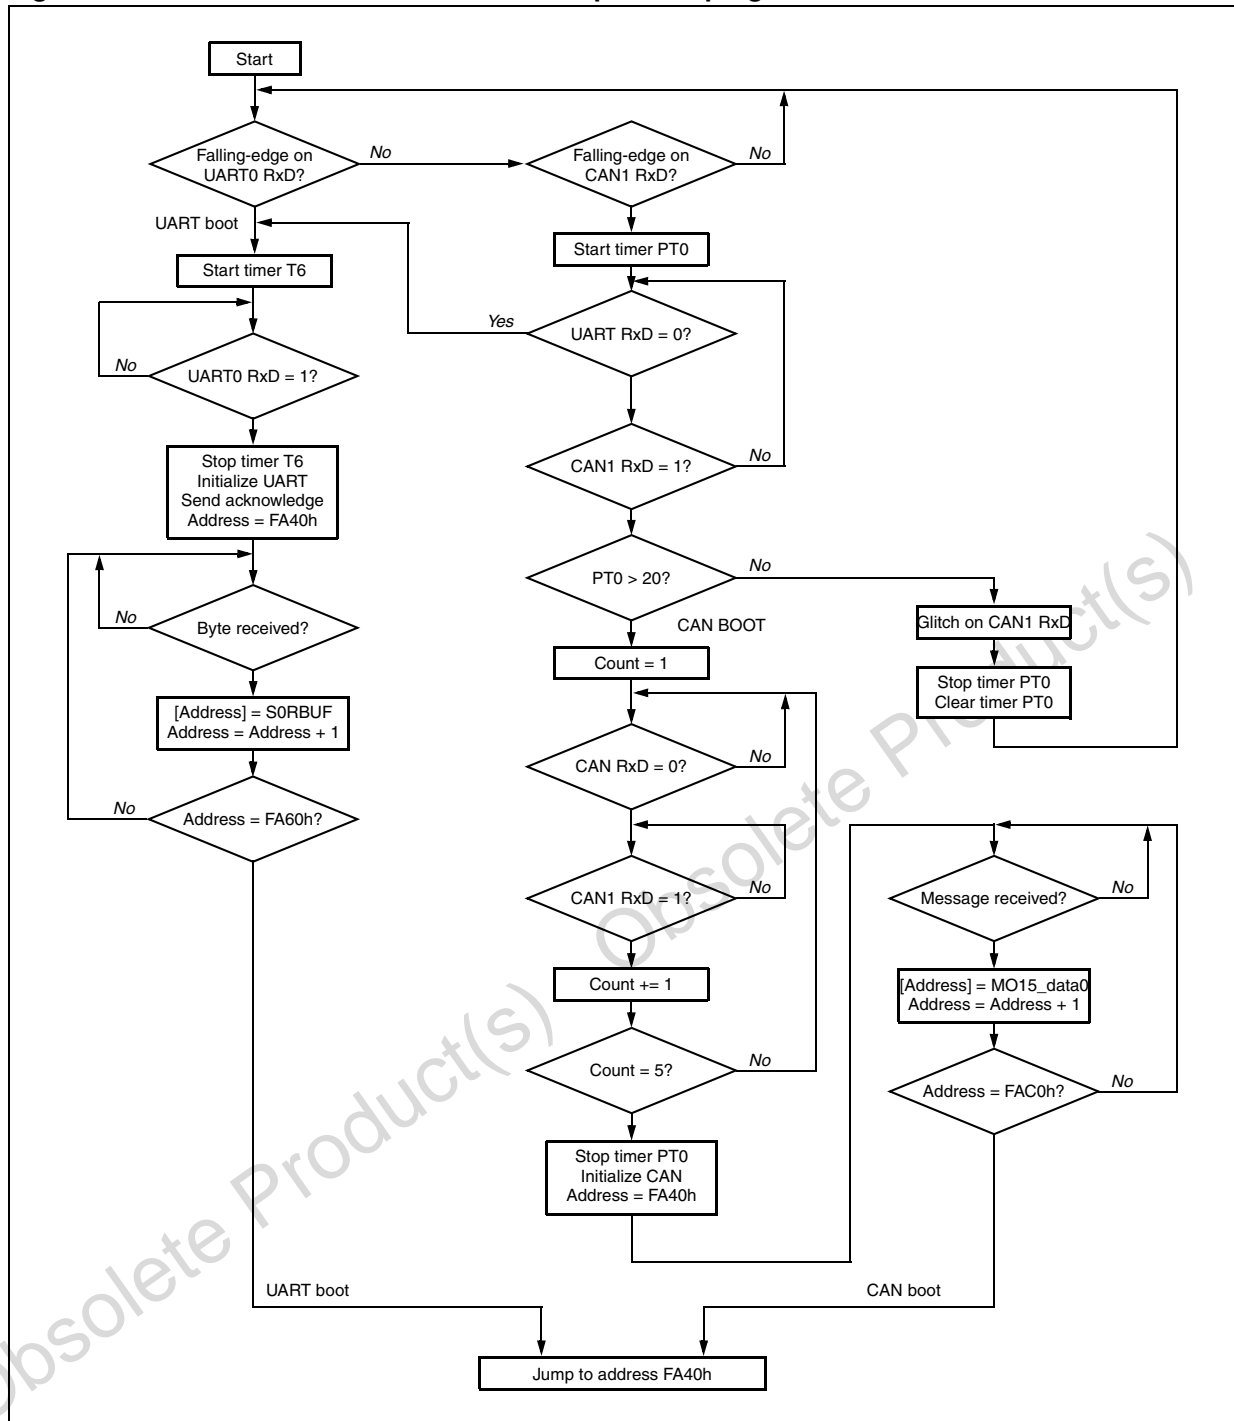 Start
Falling-edge on
UART0 RxD?
No
Falling-edge on
CAN1 RxD?
No
UART boot
Start timer T6
Start timer PT0
Yes
UART RxD = 0?
No
UART0 RxD = 1?
CAN1 RxD = 1?
No
Stop timer T6
Initialize UART
Send acknowledge
Address = FA40h
PT0 > 20?
No
No
Byte received?
CAN BOOT
Glitch on CAN1 RxD
Count = 1
Stop timer PT0
Clear timer PT0
[Address] = S0RBUF
Address = Address + 1
CAN RxD = 0?
No
No
Address = FA60h?
CAN1 RxD = 1?
No
Message received?
No
Count += 1
[Address] = MO15_data0
Address = Address + 1
Count = 5?
No
Address = FAC0h?
No
Stop timer PT0
Initialize CAN
Address = FA40h
UART boot
CAN boot
Jump to address FA40h
Obsolete Product(s)
Obsolete Product(s)